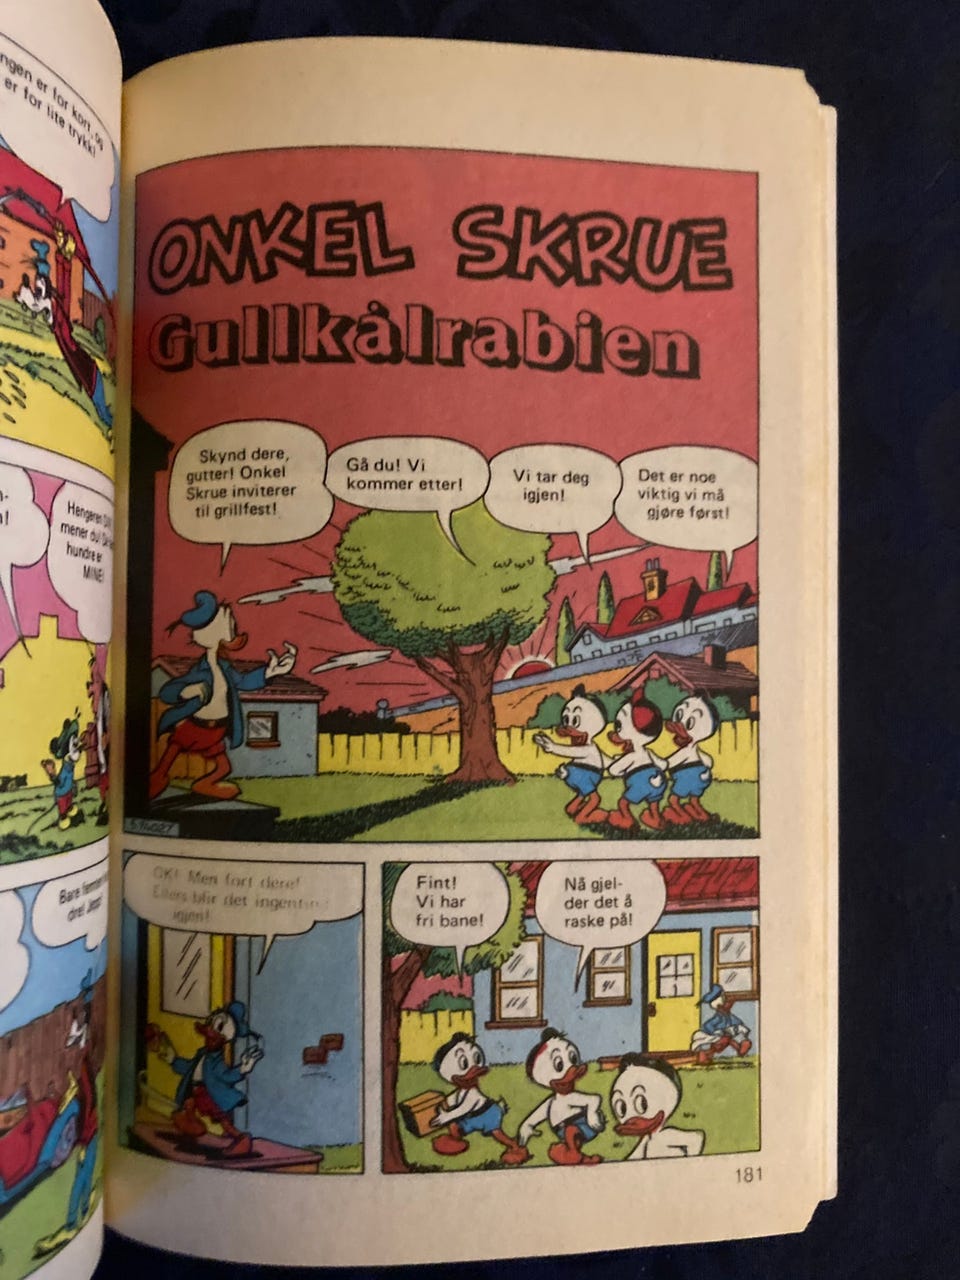 ngen er for kort, og
er for lite trykk!
Hengeren
mener du!
hundre er
MINE!
Bare
dre!
ONKEL SKRUE
Gullkålrabien
Skynd dere,
gutter! Onkel
Skrue inviterer
til grillfest!
Gå du! Vi
kommer etter!
Vi tar deg
igjen!
Det er noe
viktig vi må
gjøre først!
OK! Men fort dere!
Ellers blir det ingenting
igjen!
Fint!
Vi har
fri bane!
Nå gjel-
der det å
raske på!
181